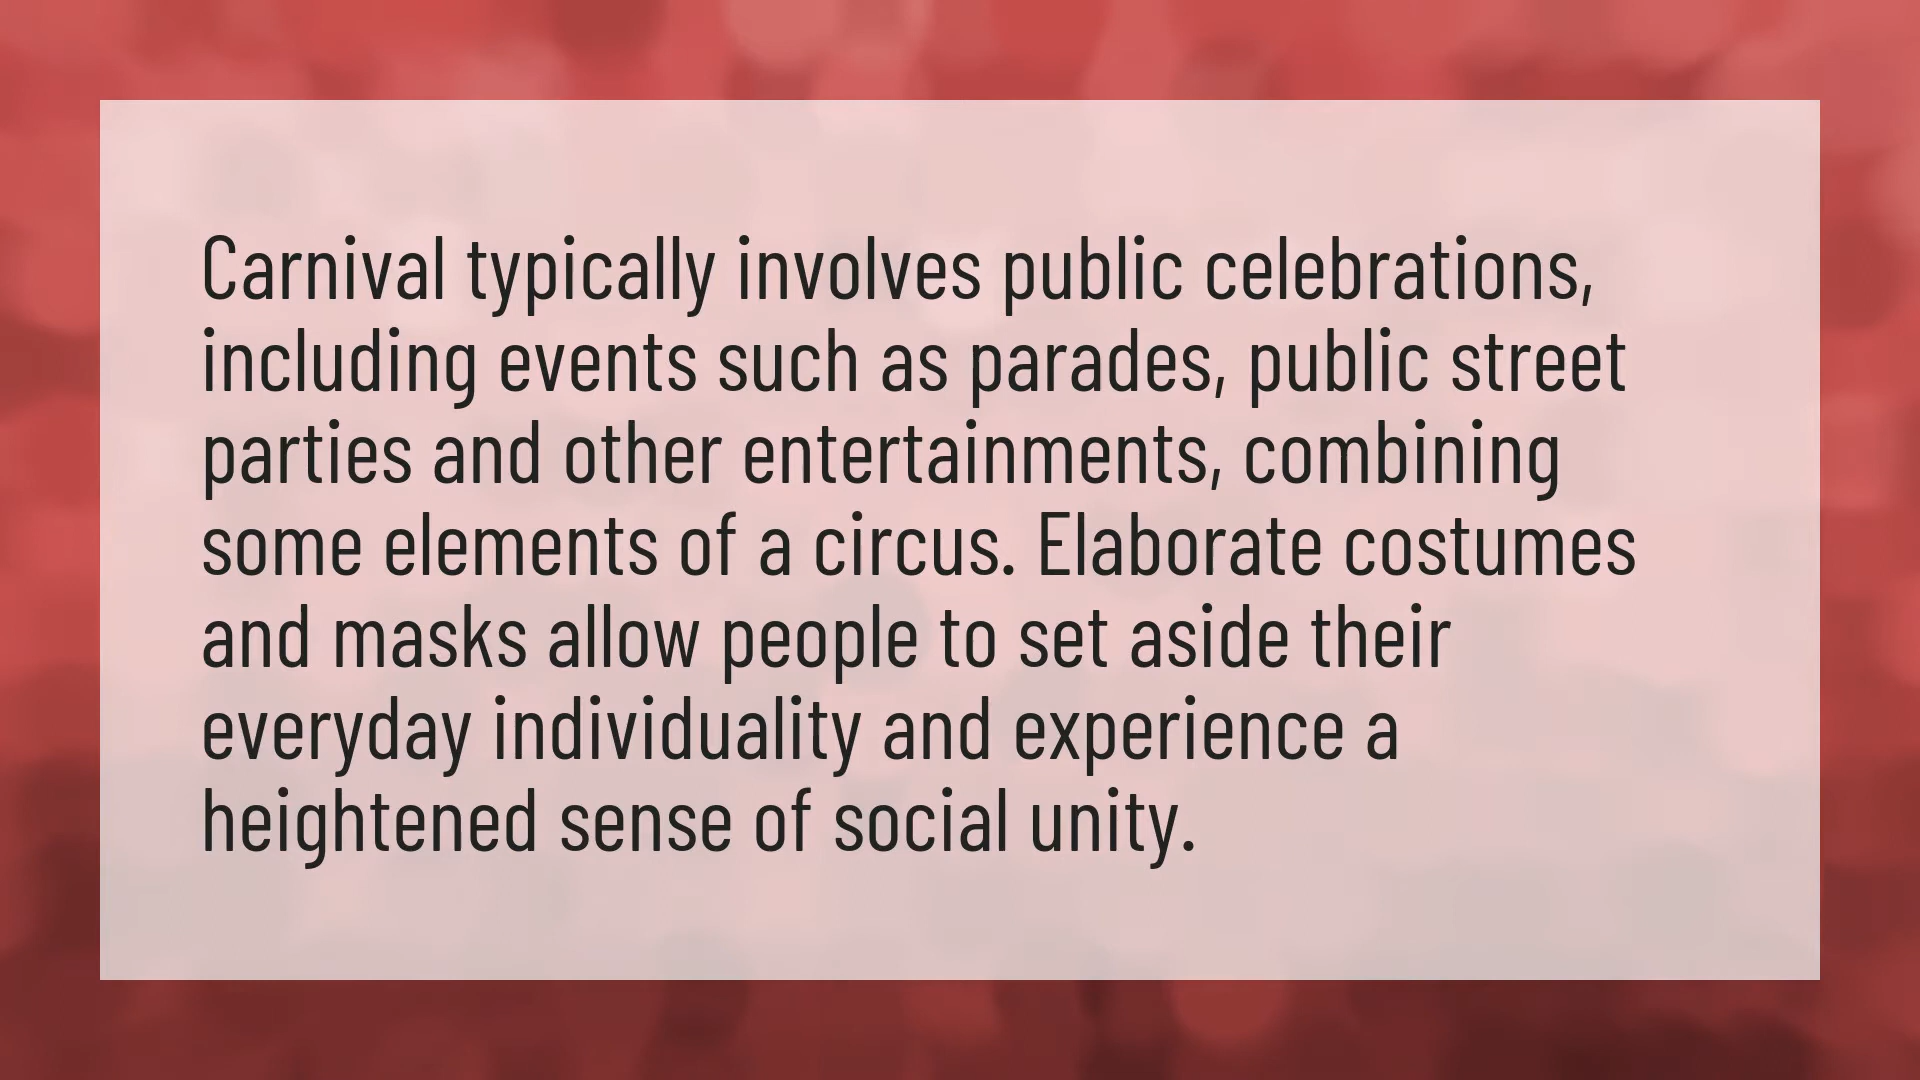 Carnival typically involves public celebrations,
including events such as parades, public street
parties and other entertainments, combining
some elements of a circus. Elaborate costumes
and masks allow people to set aside their
everyday individuality and experience a
heightened sense of social unity.